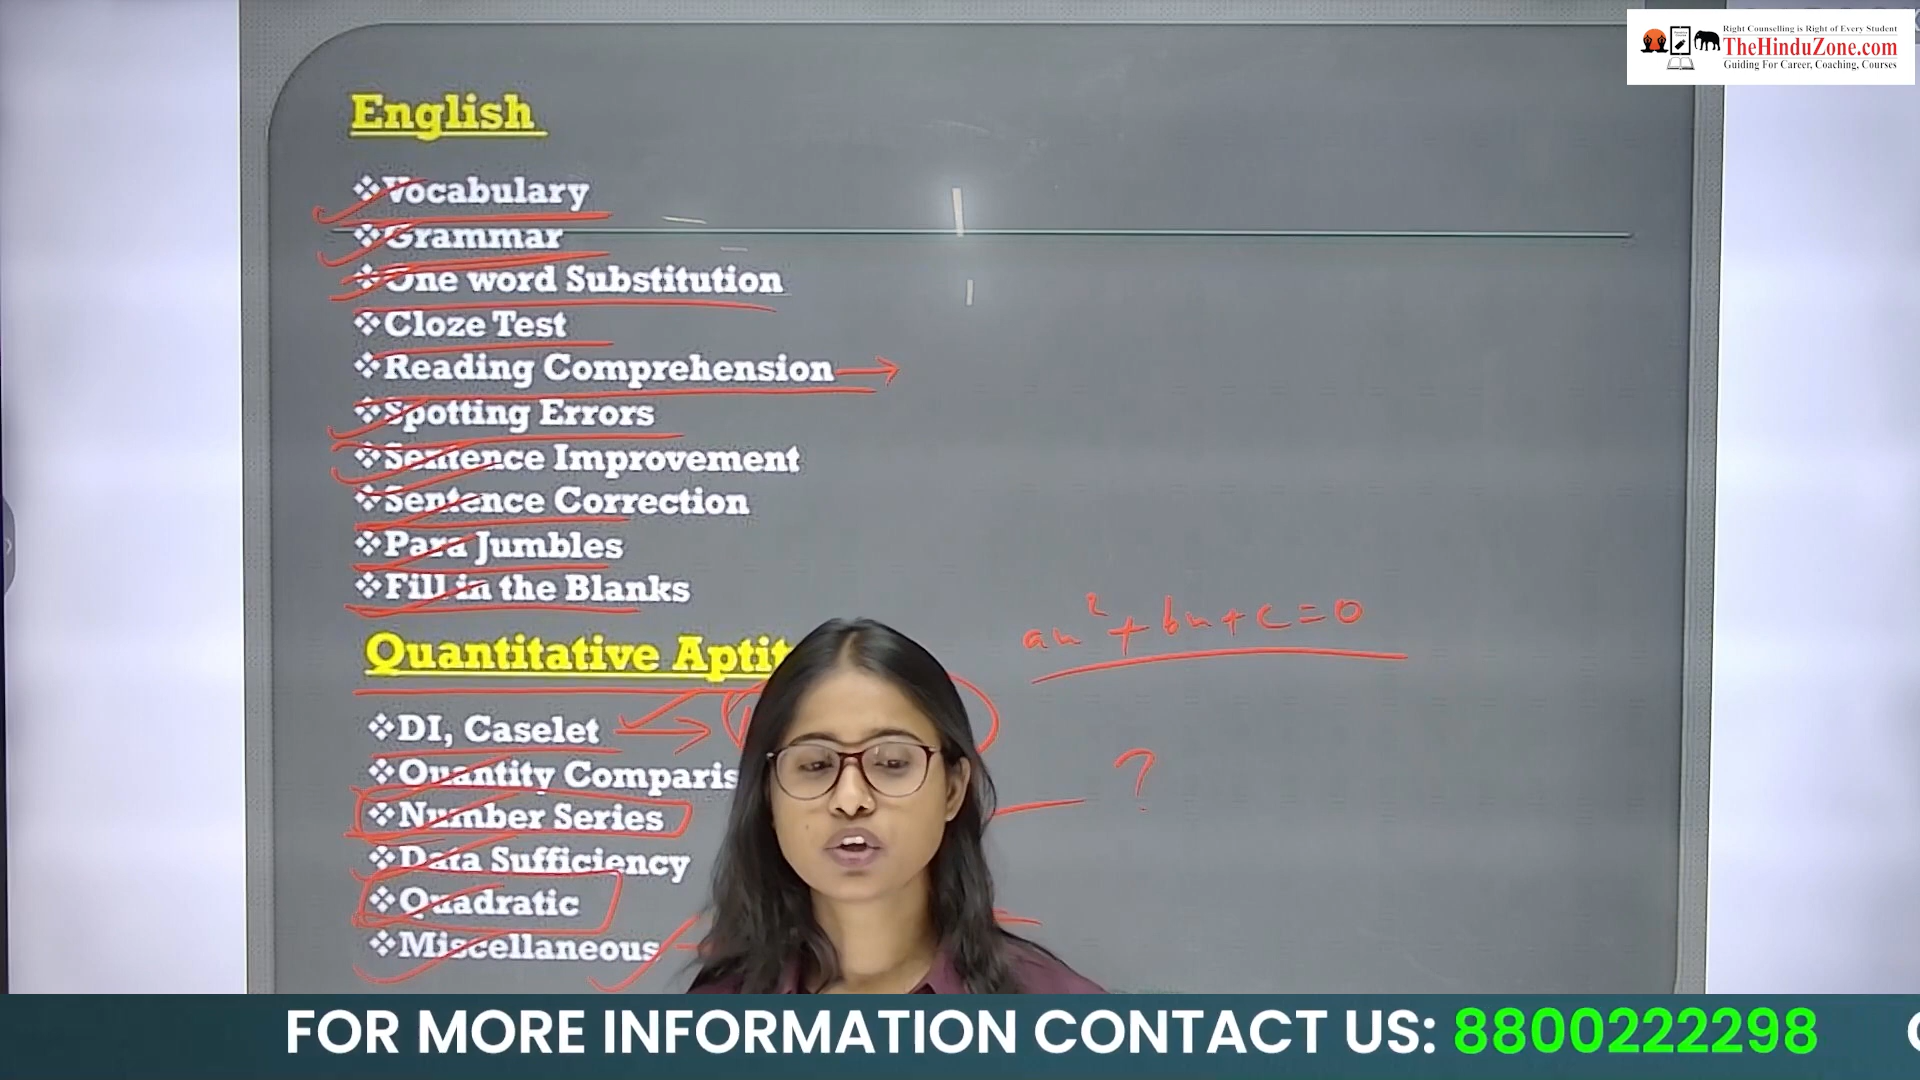 Right Counselling is Right of Every Student
TheHinduZone.com
Guiding For Career, Coaching, Courses
English
❖Vocabulary
❖Grammar
❖One word Substitution
❖Cloze Test
❖Reading Comprehension
❖Spotting Errors
❖Sentence Improvement
❖Sentence Correction
❖Para Jumbles
❖Fill in the Blanks
ax²+bx+c=0
Quantitative Aptit
❖DI, Caselet
?
❖Quantity Comparis
❖Number Series
❖Data Sufficiency
❖Quadratic
❖Miscellaneous
FOR MORE INFORMATION CONTACT US: 8800222298